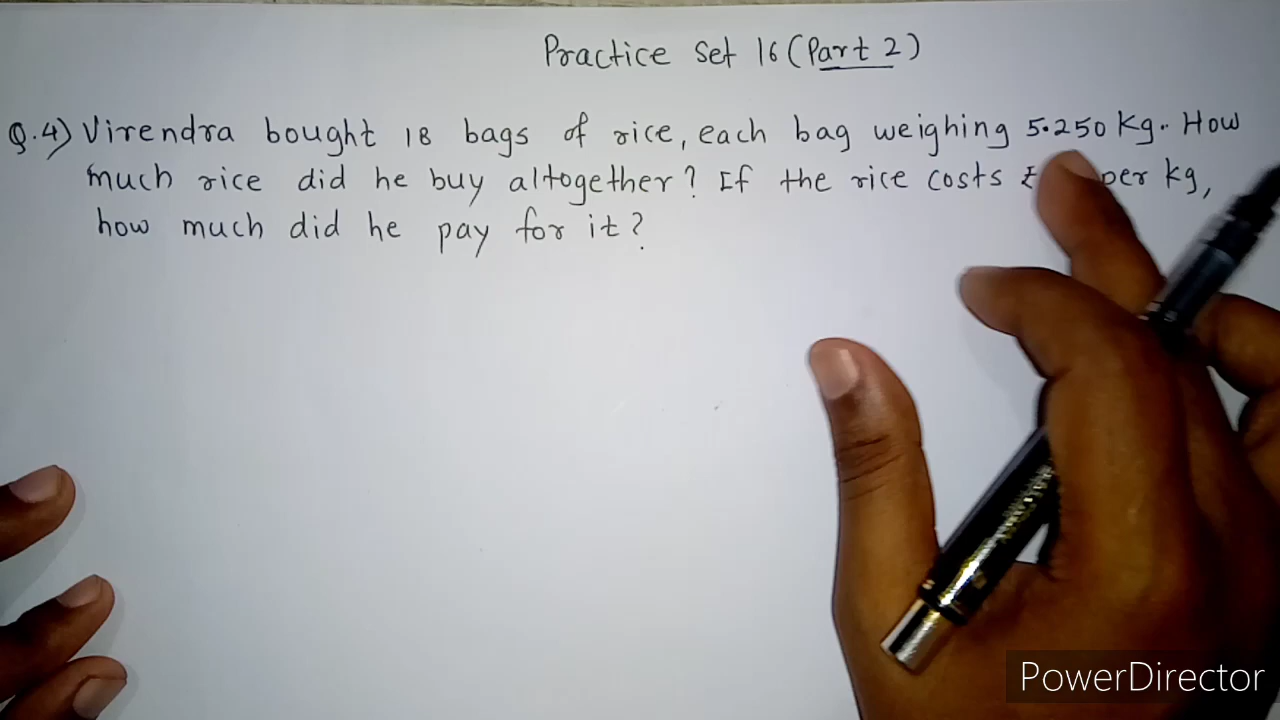 Practice Set 16 (Part 2)
Q.4) Virendra bought 18 bags of rice, each bag weighing 5.250 Kg. How
much rice did he buy altogether? If the rice costs ₹ per kg,
how much did he pay for it?
PowerDirector